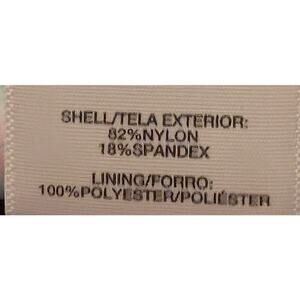 SHELL/TELA EXTERIOR:
82%NYLON
18%SPANDEX
LINING/FORRO:
100%POLYESTER/POLIÉSTER